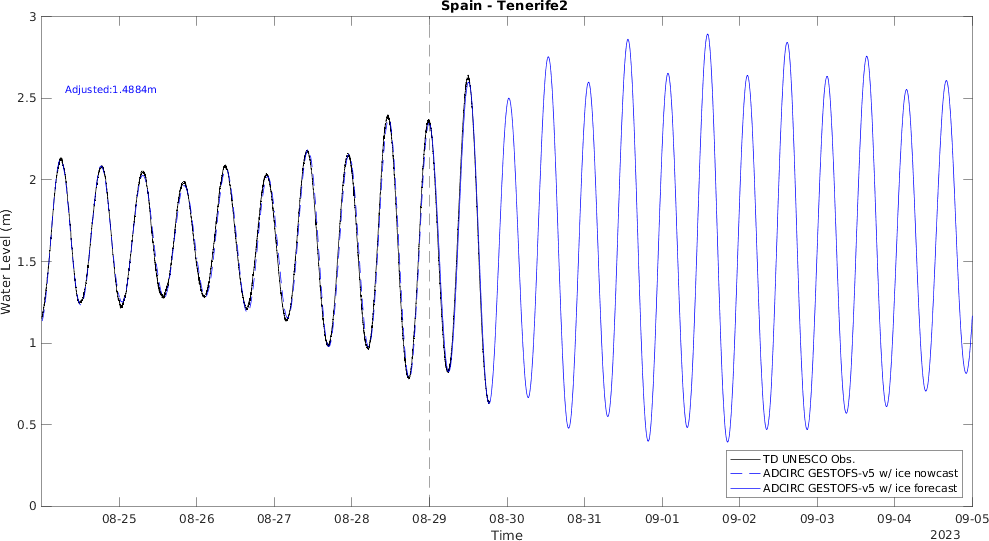 Spain - Tenerife2
3
2.5
2
1.5
1
0.5
0
Water Level (m)
Adjusted:1.4884m
TD UNESCO Obs.
ADCIRC GESTOFS-v5 w/ ice nowcast
ADCIRC GESTOFS-v5 w/ ice forecast
08-25 08-26 08-27 08-28 08-29 08-30 08-31 09-01 09-02 09-03 09-04 09-05
Time
2023